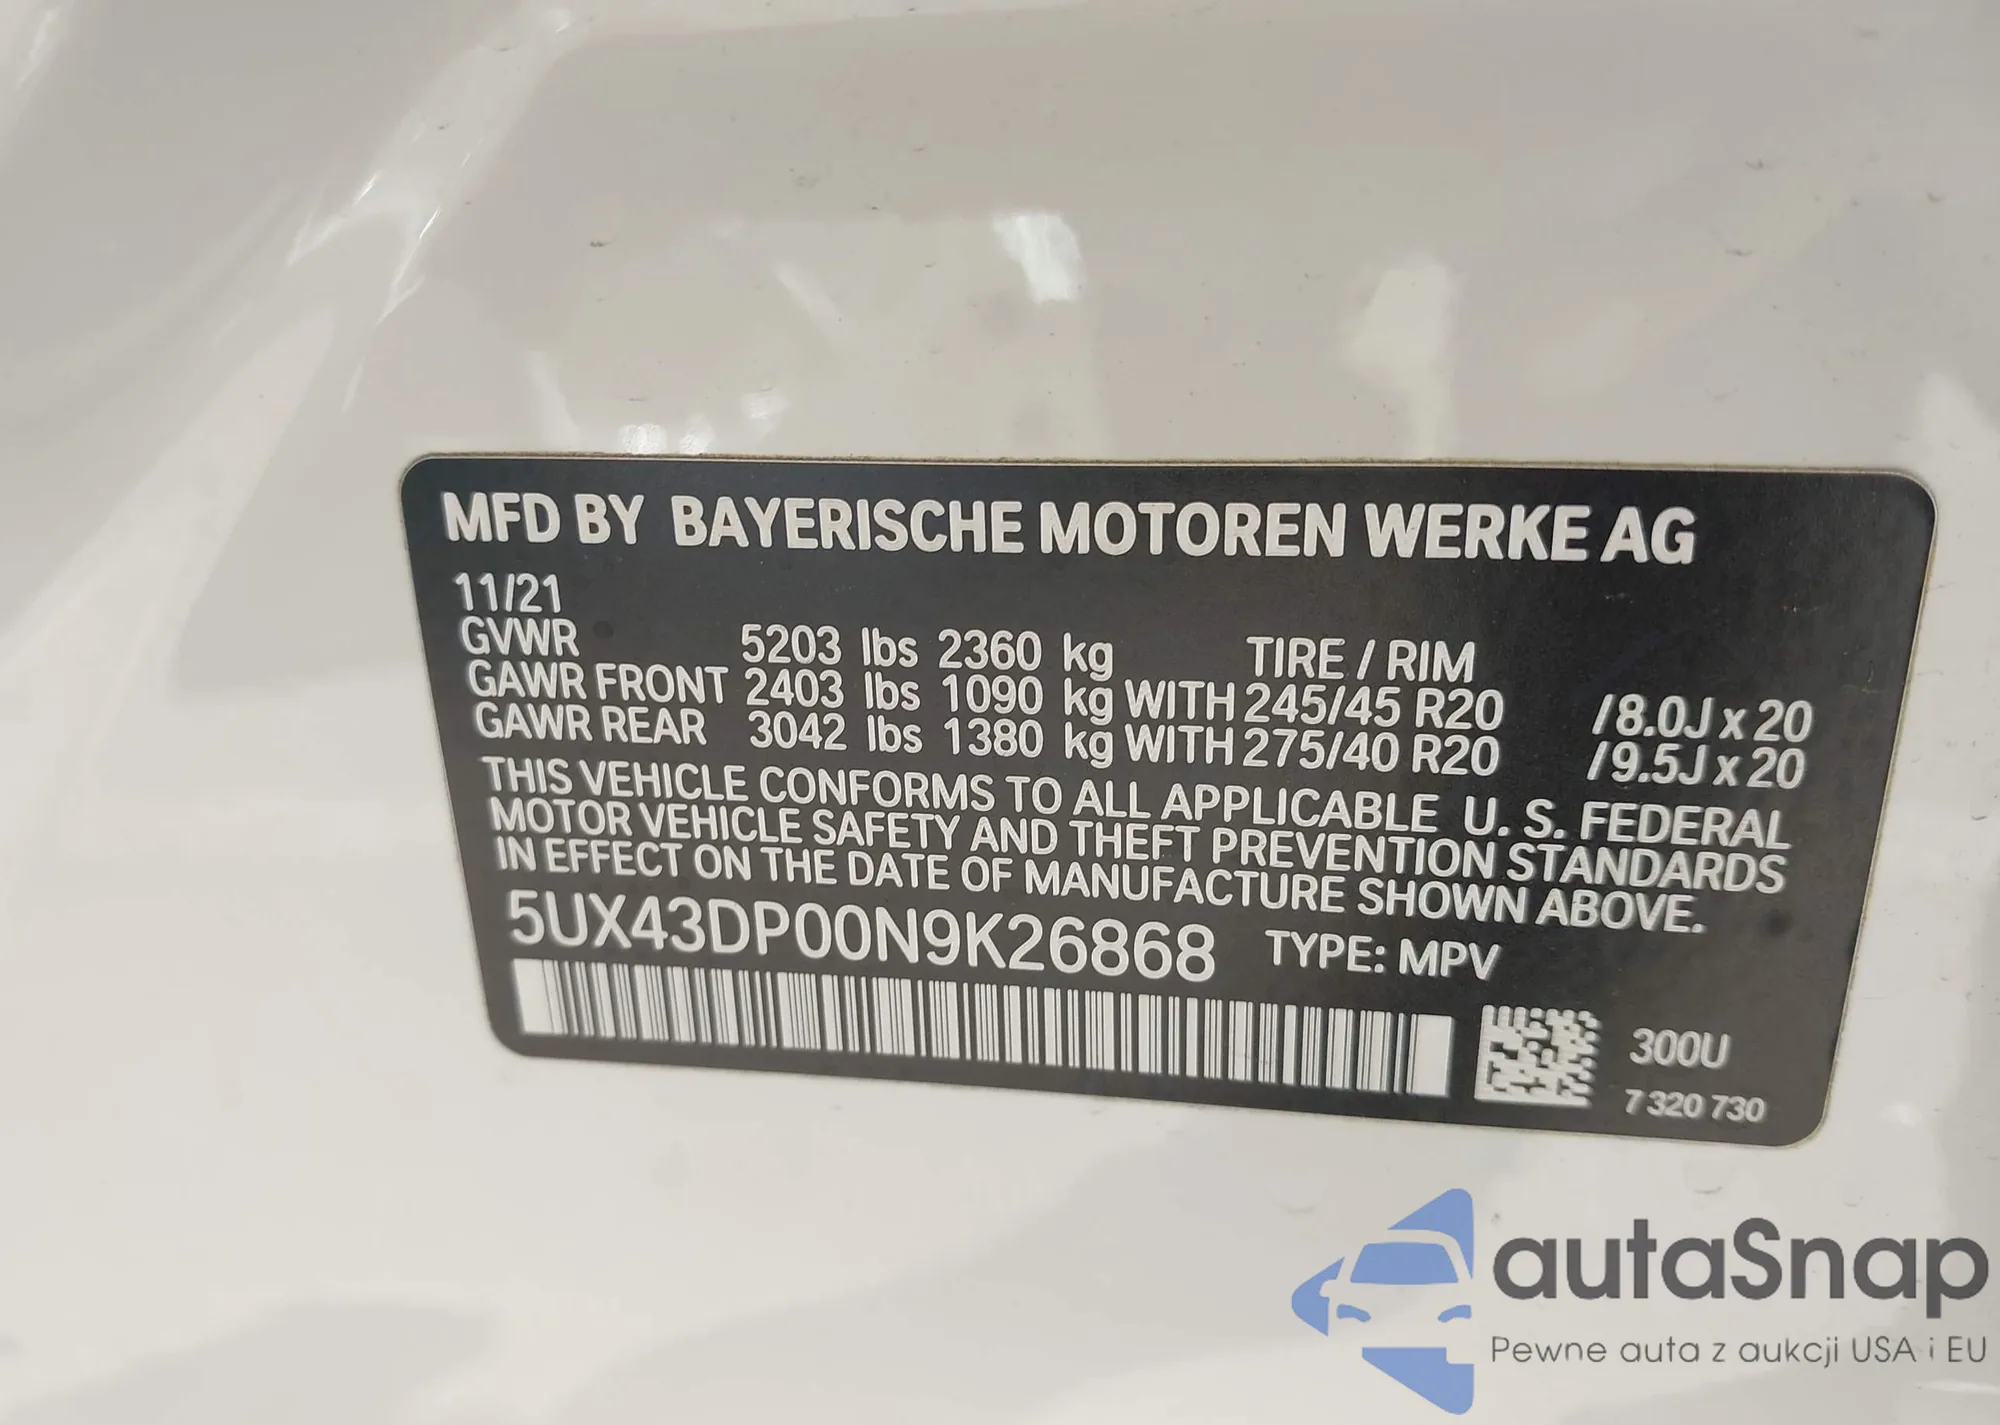 MFD BY BAYERISCHE MOTOREN WERKE AG
11/21
GVWR 5203 lbs 2360 kg TIRE / RIM
GAWR FRONT 2403 lbs 1090 kg WITH 245/45 R20 /8.0J x 20
GAWR REAR 3042 lbs 1380 kg WITH 275/40 R20 /9.5J x 20
THIS VEHICLE CONFORMS TO ALL APPLICABLE U. S. FEDERAL
MOTOR VEHICLE SAFETY AND THEFT PREVENTION STANDARDS
IN EFFECT ON THE DATE OF MANUFACTURE SHOWN ABOVE.
5UX43DP00N9K26868 TYPE: MPV
300U
7 320 730
autaSnap
Pewne auta z aukcji USA i EU